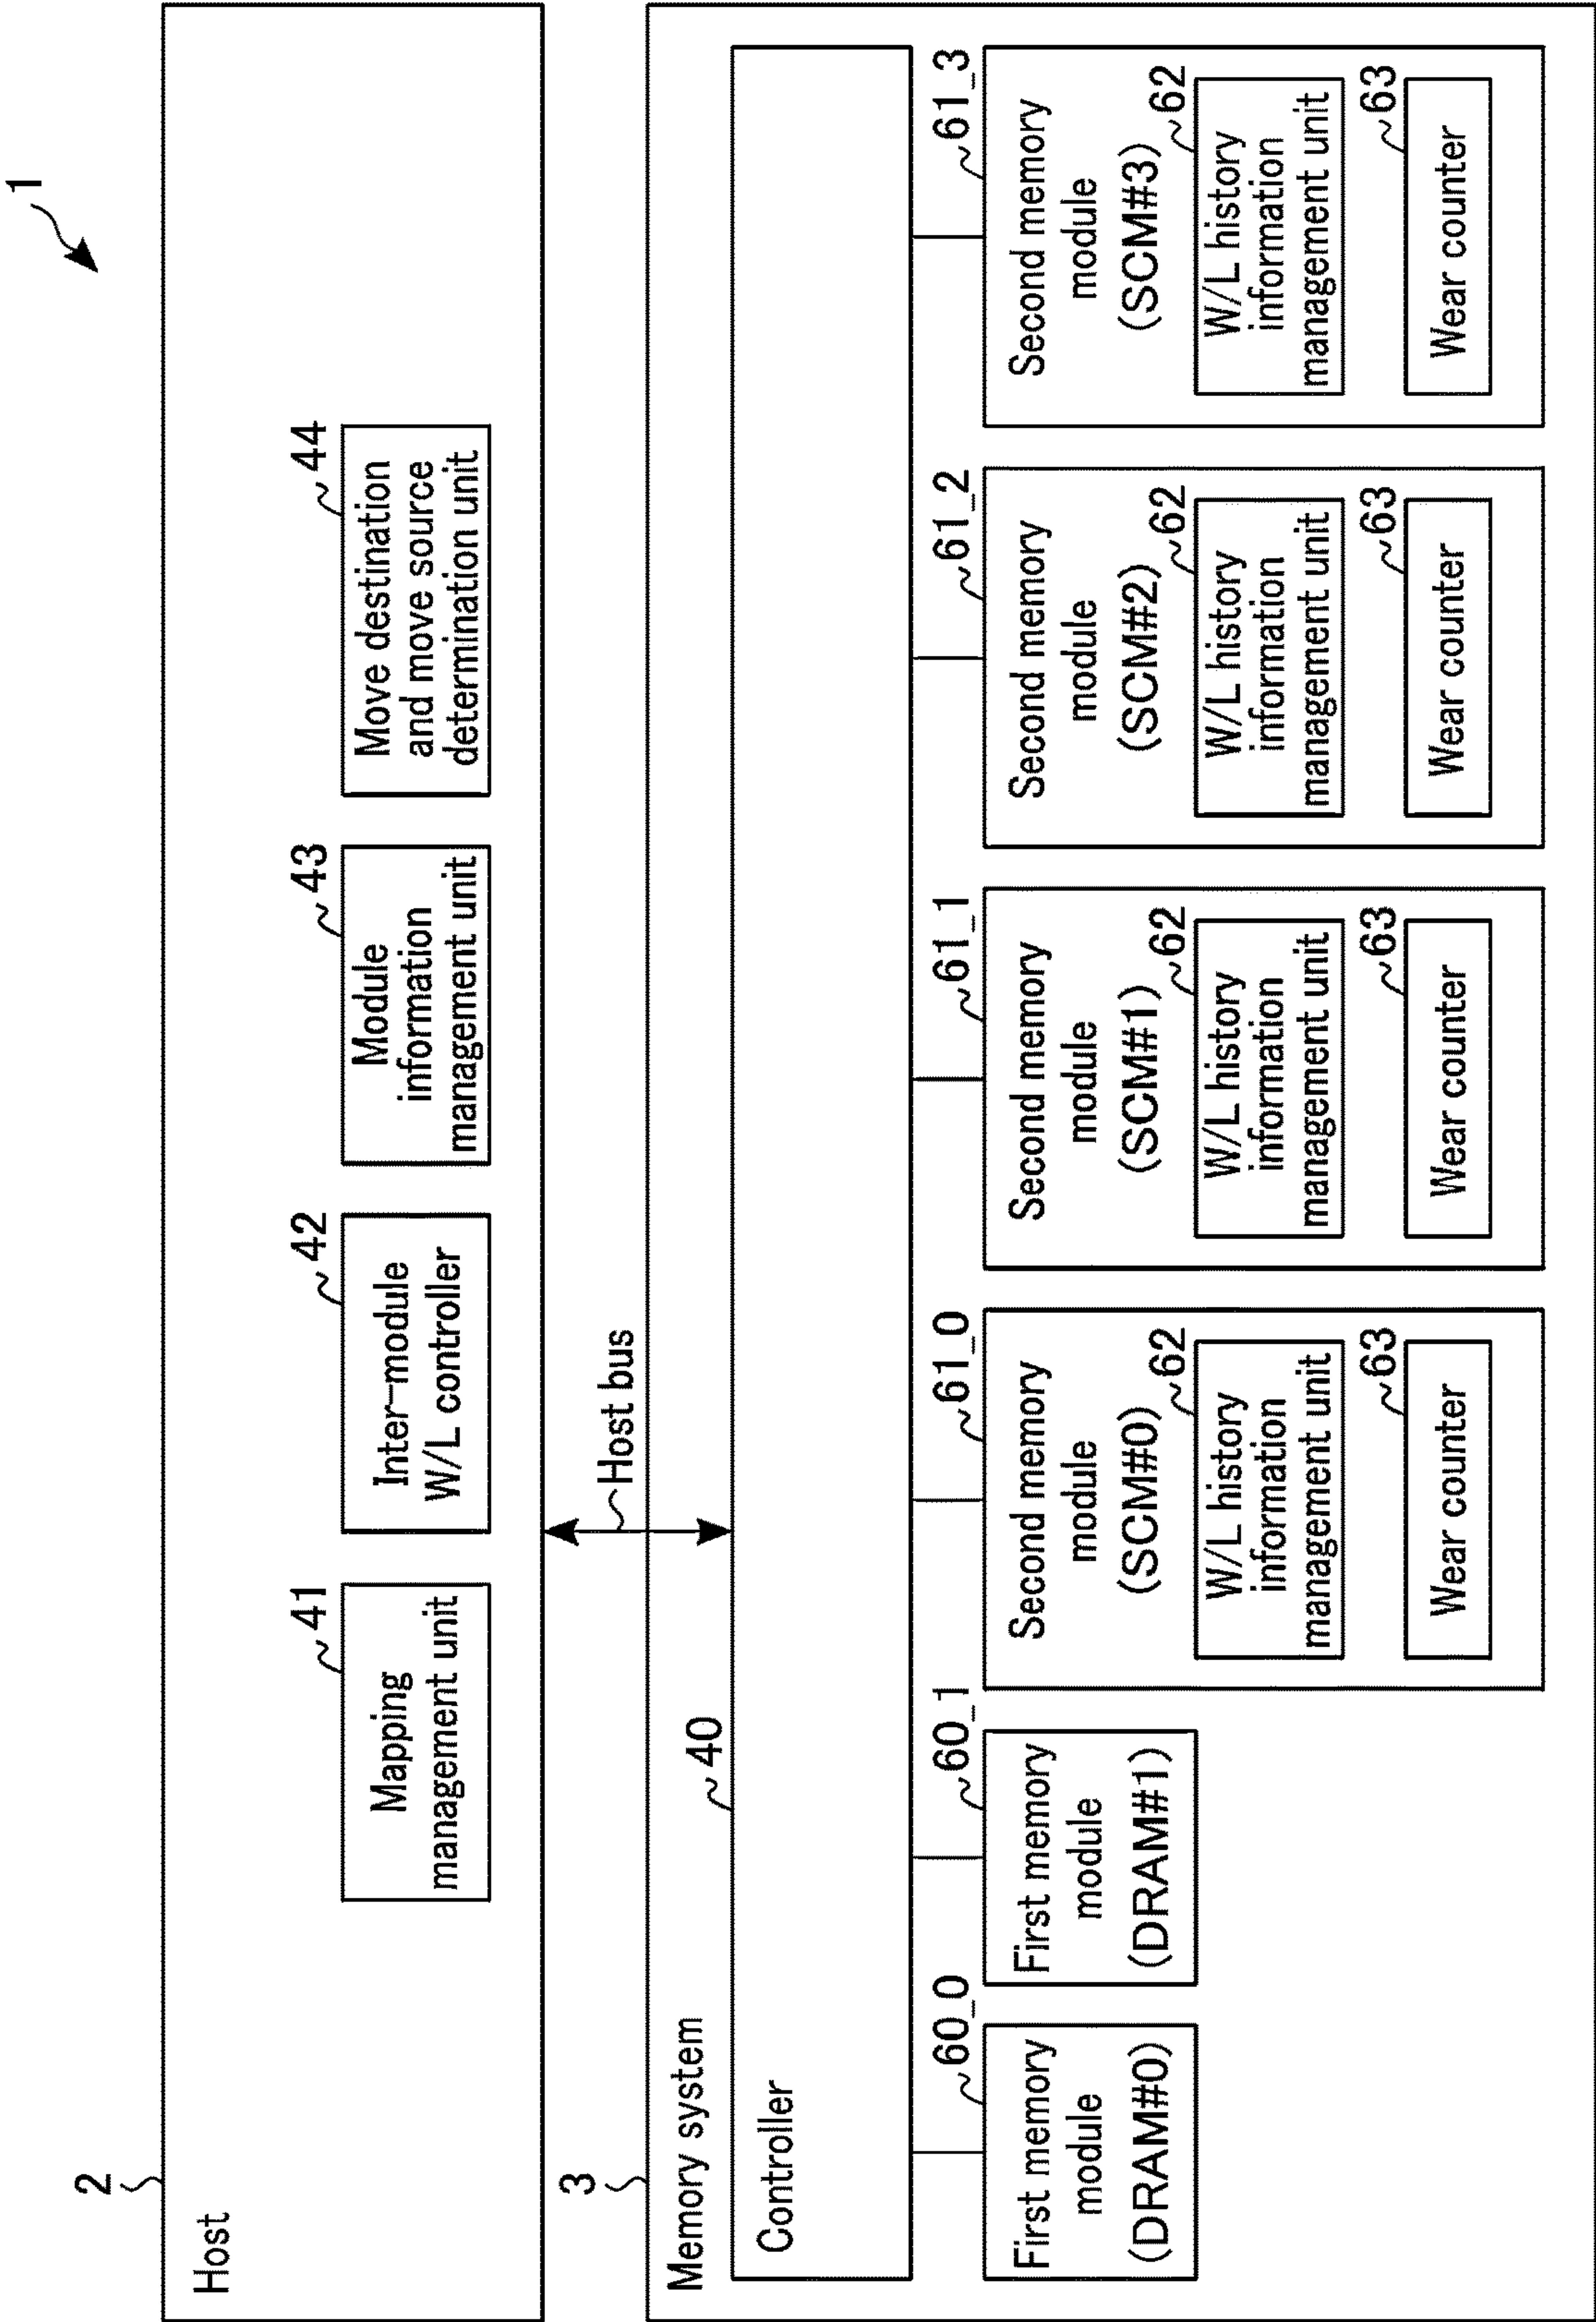 1
2
Host
41
Mapping
management unit
42
Inter-module
W/L controller
43
Module
information
management unit
44
Move destination
and move source
determination unit
Host bus
3
Memory system
40
Controller
60_0
First memory
module
(DRAM#0)
60_1
First memory
module
(DRAM#1)
61_0
Second memory
module
(SCM#0)
62
W/L history
information
management unit
63
Wear counter
61_1
Second memory
module
(SCM#1)
62
W/L history
information
management unit
63
Wear counter
61_2
Second memory
module
(SCM#2)
62
W/L history
information
management unit
63
Wear counter
61_3
Second memory
module
(SCM#3)
62
W/L history
information
management unit
63
Wear counter